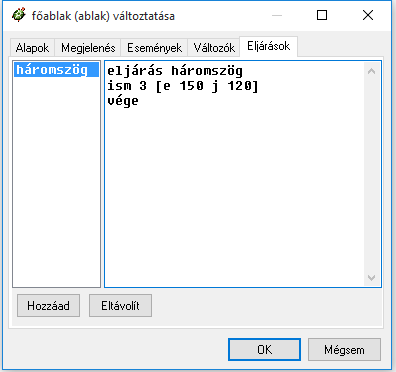 főablak (ablak) változtatása
Alapok Megjelenés Események Változók Eljárások
háromszög
eljárás háromszög
ism 3 [e 150 j 120]
vége
Hozzáad Eltávolít
OK Mégsem